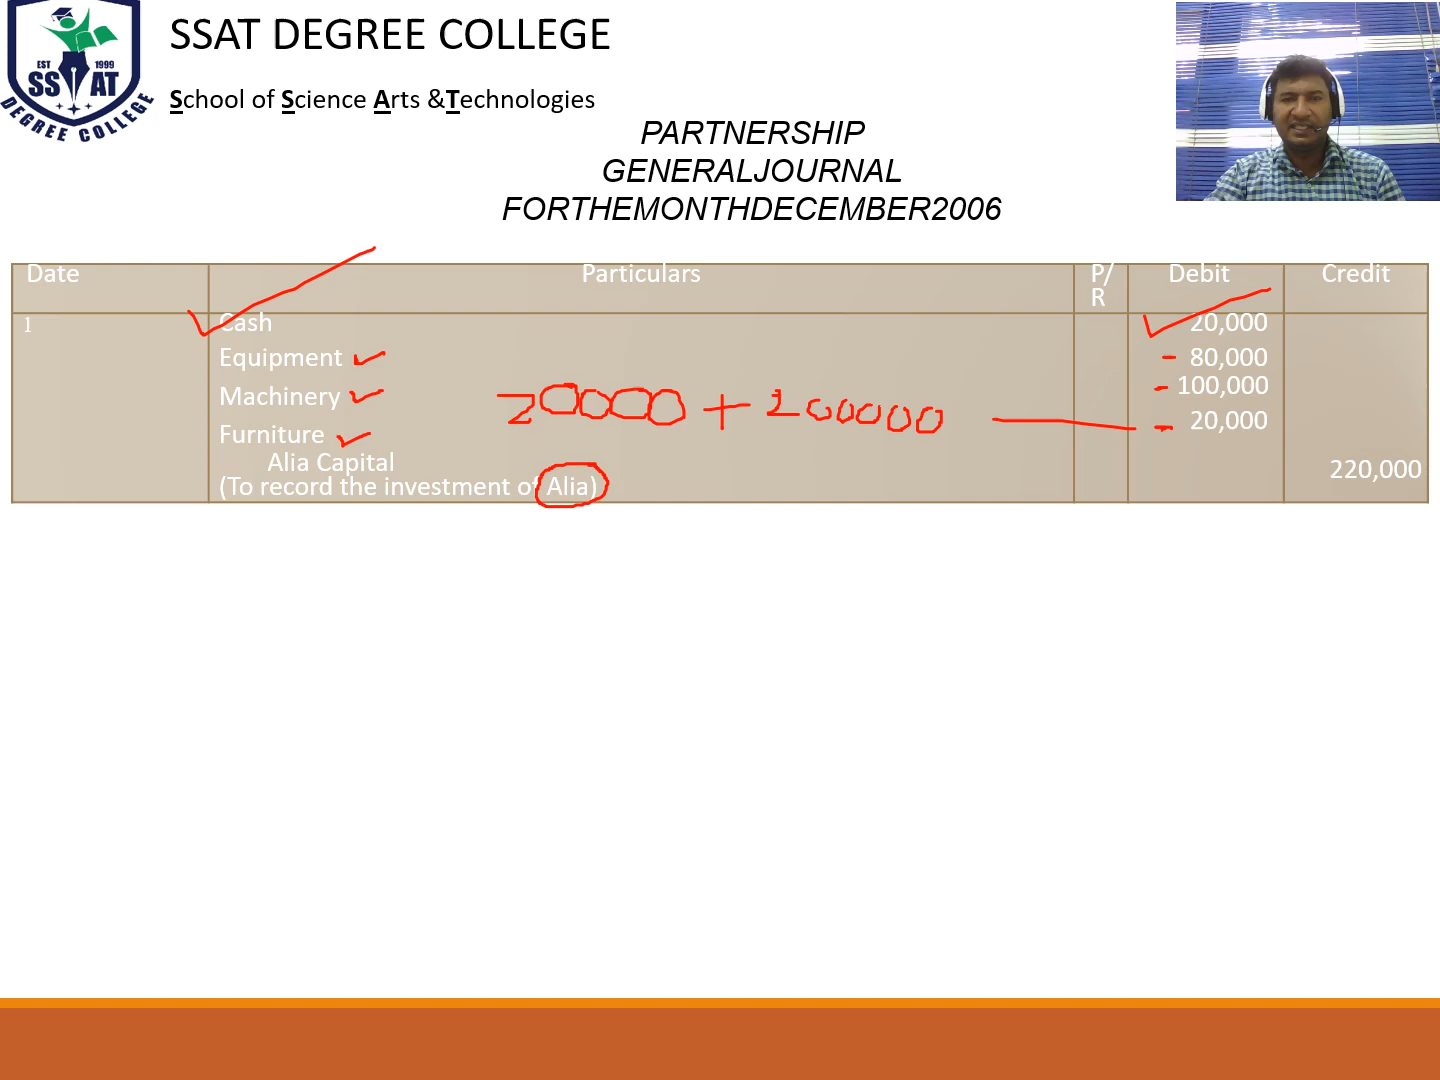 EST 1999
SSAT
DEGREE COLLEGE
SSAT DEGREE COLLEGE
School of Science Arts &Technologies
PARTNERSHIP
GENERALJOURNAL
FORTHEMONTHDECEMBER2006
Date Particulars P/R Debit Credit
1 Cash 20,000
Equipment 80,000
Machinery 100,000
20000 + 200000
Furniture 20,000
Alia Capital 220,000
(To record the investment of Alia)